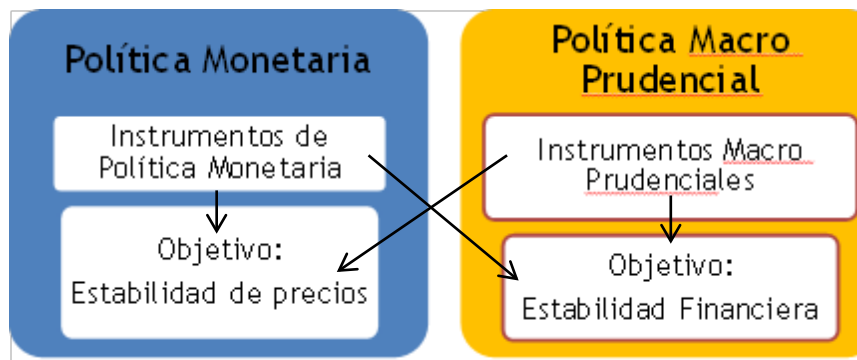 Política Monetaria
Instrumentos de
Política Monetaria
Objetivo:
Estabilidad de precios
Política Macro
Prudencial
Instrumentos Macro
Prudenciales
Objetivo:
Estabilidad Financiera